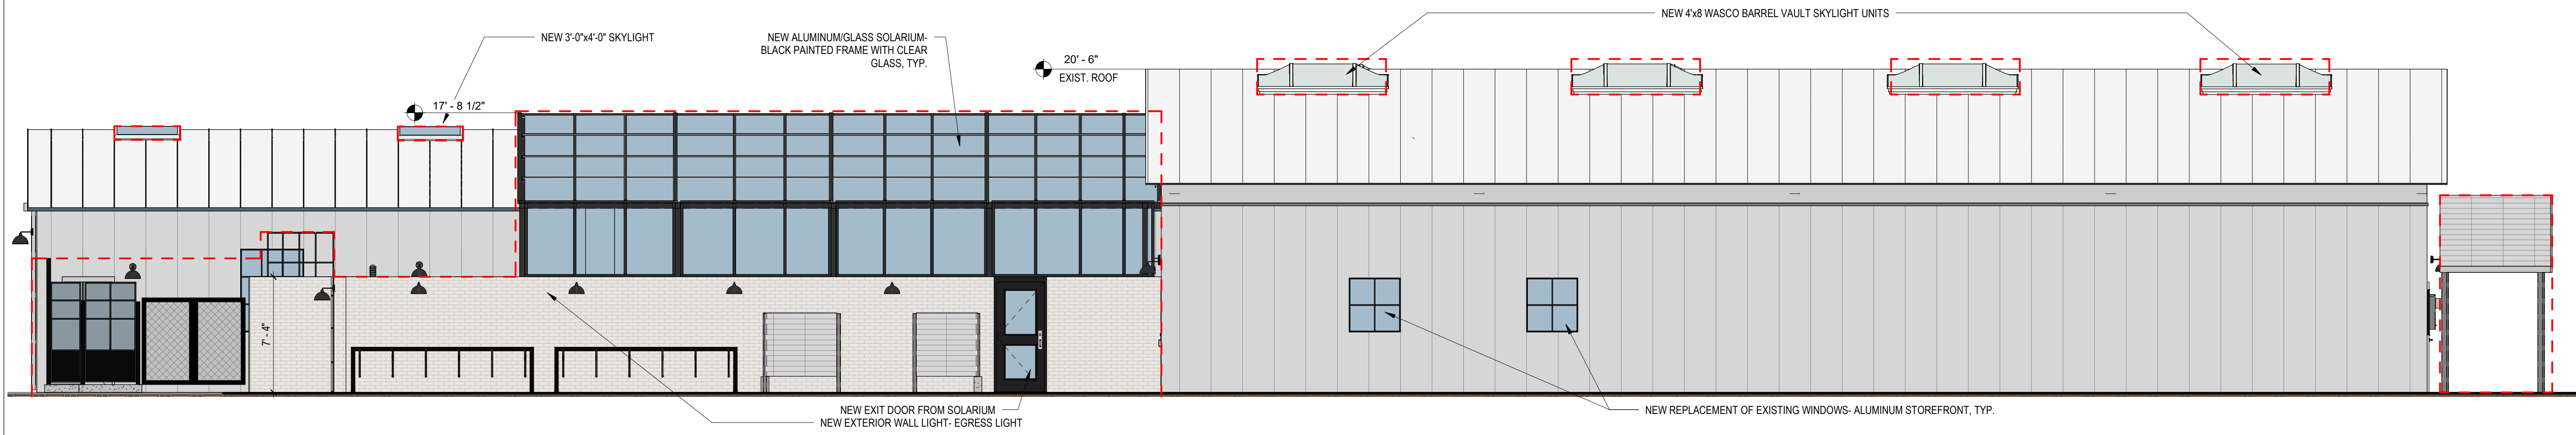 NEW 4'x8 WASCO BARREL VAULT SKYLIGHT UNITS
NEW 3'-0"x4'-0" SKYLIGHT
NEW ALUMINUM/GLASS SOLARIUM-
BLACK PAINTED FRAME WITH CLEAR
GLASS, TYP.
20' - 6"
EXIST. ROOF
17' - 8 1/2"
7' - 4"
NEW EXIT DOOR FROM SOLARIUM
NEW EXTERIOR WALL LIGHT- EGRESS LIGHT
NEW REPLACEMENT OF EXISTING WINDOWS- ALUMINUM STOREFRONT, TYP.